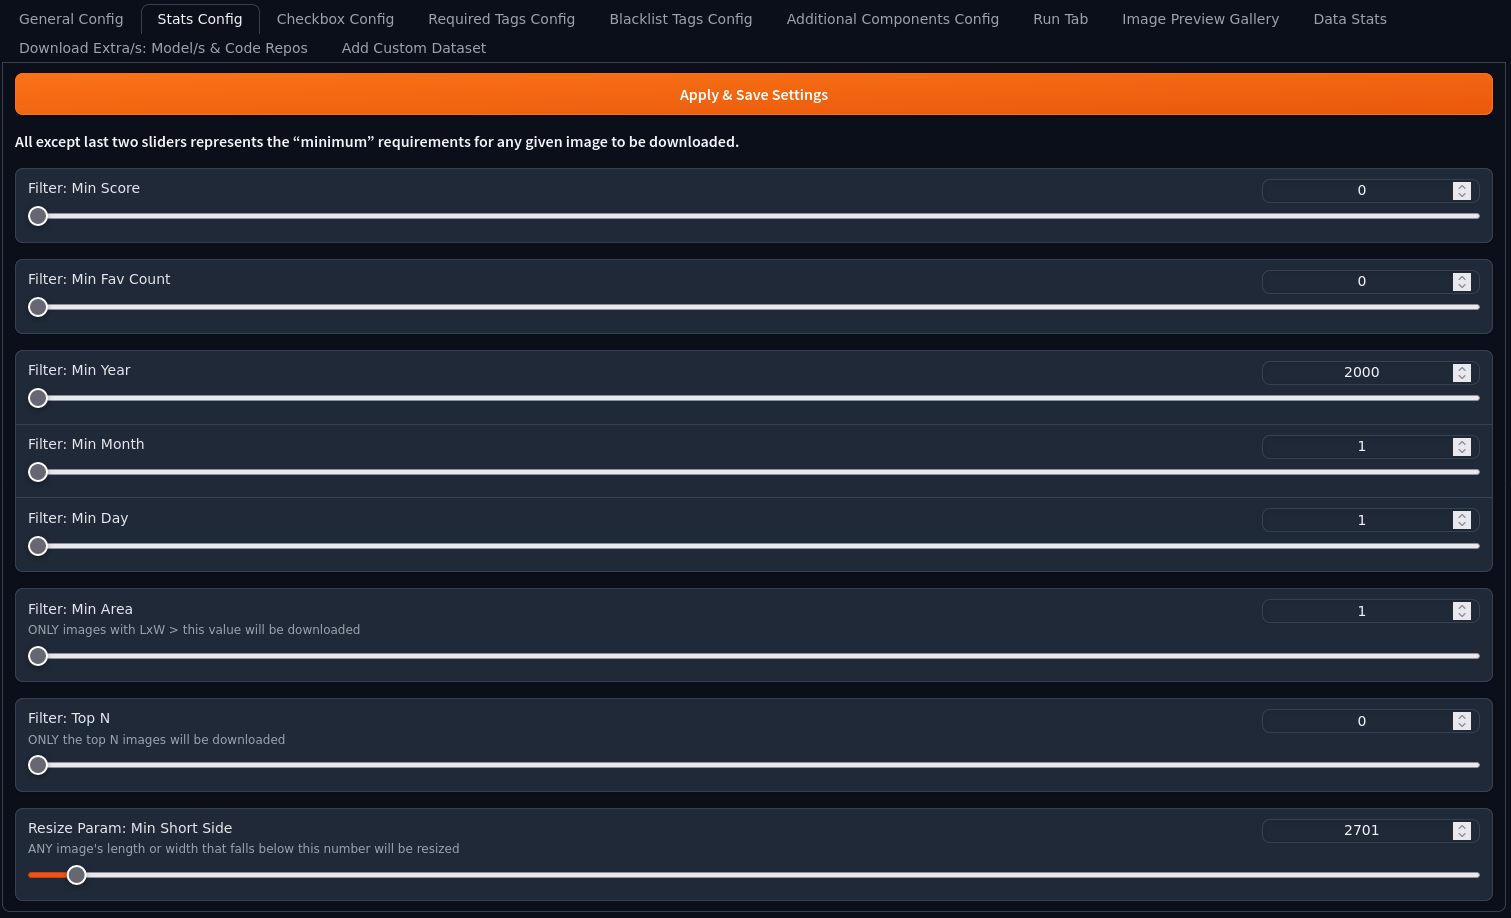 General Config Stats Config Checkbox Config Required Tags Config Blacklist Tags Config Additional Components Config Run Tab Image Preview Gallery Data Stats
Download Extra/s: Model/s & Code Repos Add Custom Dataset
Apply & Save Settings
All except last two sliders represents the “minimum” requirements for any given image to be downloaded.
Filter: Min Score 0
Filter: Min Fav Count 0
Filter: Min Year 2000
Filter: Min Month 1
Filter: Min Day 1
Filter: Min Area 1
ONLY images with LxW > this value will be downloaded
Filter: Top N 0
ONLY the top N images will be downloaded
Resize Param: Min Short Side 2701
ANY image's length or width that falls below this number will be resized